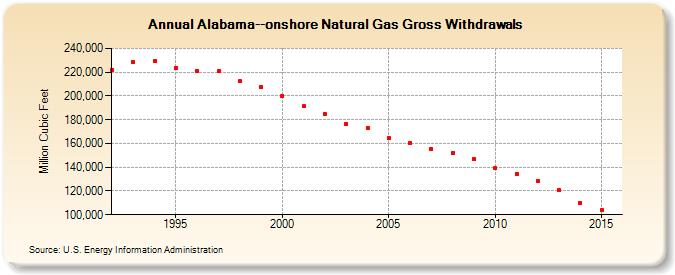 Annual Alabama--onshore Natural Gas Gross Withdrawals
Million Cubic Feet
240,000
220,000
200,000
180,000
160,000
140,000
120,000
100,000
1995 2000 2005 2010 2015
Source: U.S. Energy Information Administration